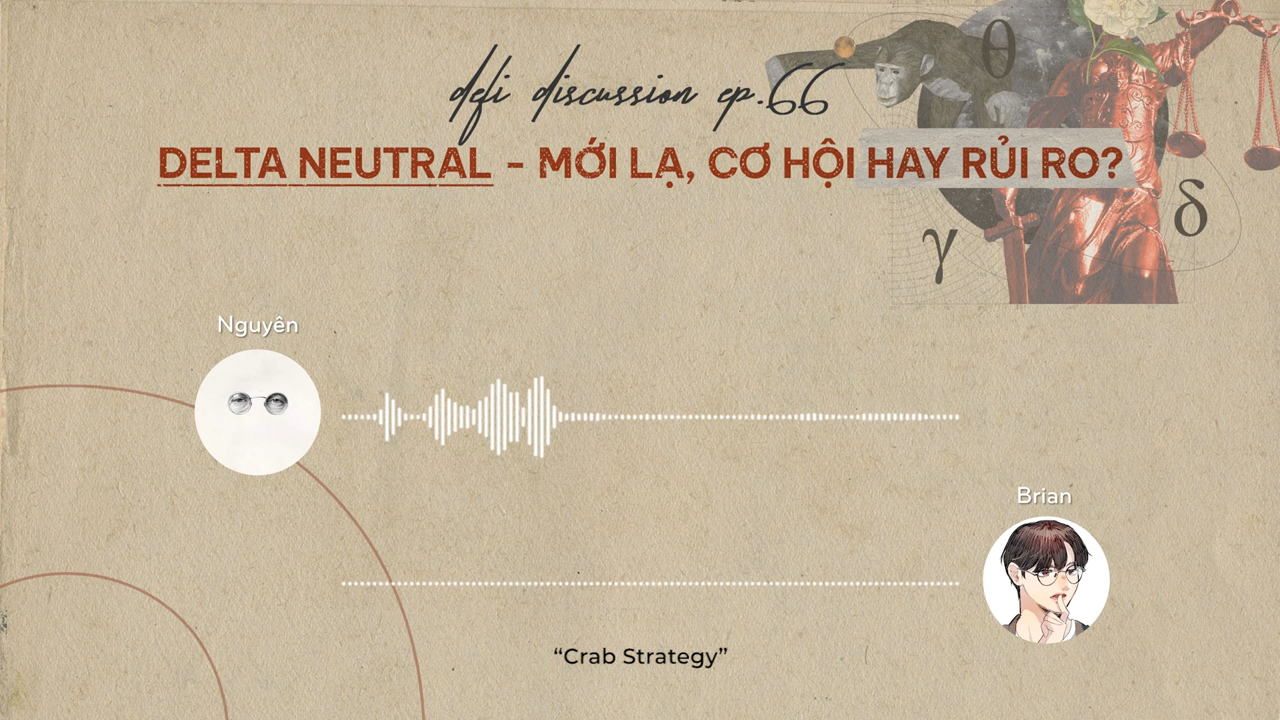 defi discussion ep.66
DELTA NEUTRAL - MỚI LẠ, CƠ HỘI HAY RỦI RO?
θ
δ
γ
Nguyên
Brian
“Crab Strategy”